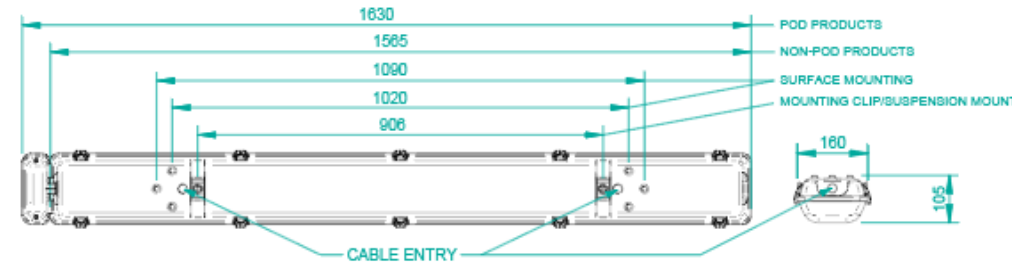 1630
POD PRODUCTS
1565
NON-POD PRODUCTS
1090
SURFACE MOUNTING
1020
MOUNTING CLIP/SUSPENSION MOUNT
906
160
105
CABLE ENTRY